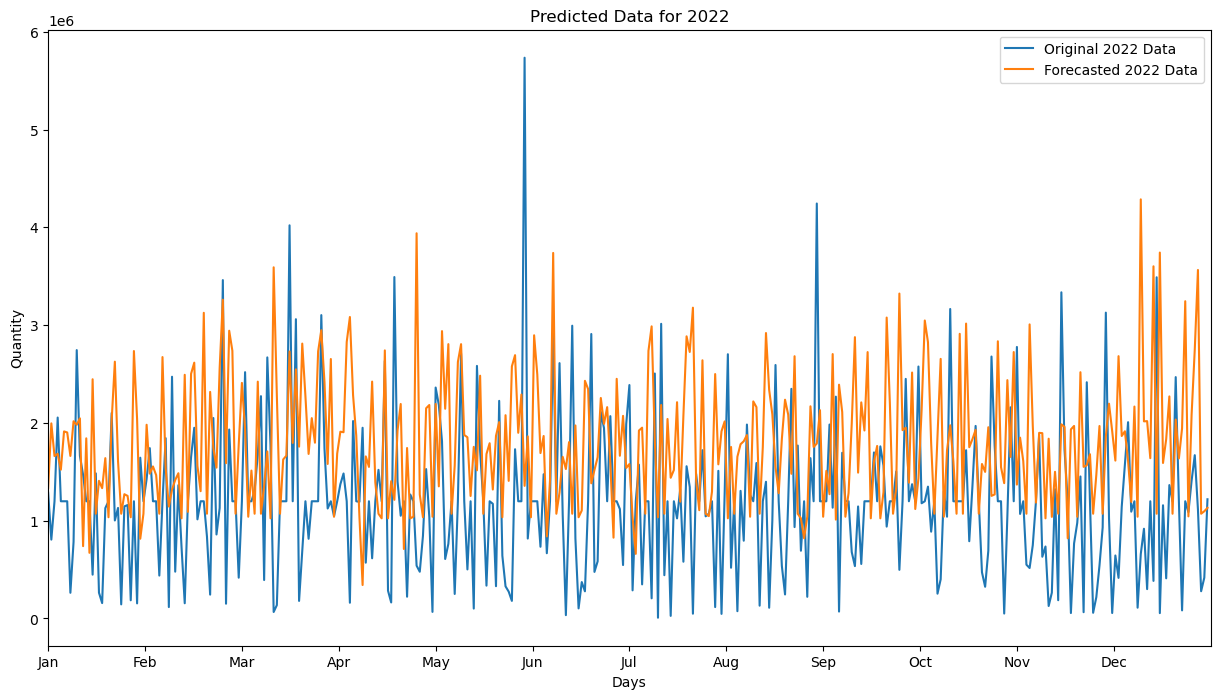 Predicted Data for 2022
1e6
Original 2022 Data
Forecasted 2022 Data
6
5
4
3
2
1
0
Quantity
Jan Feb Mar Apr May Jun Jul Aug Sep Oct Nov Dec
Days